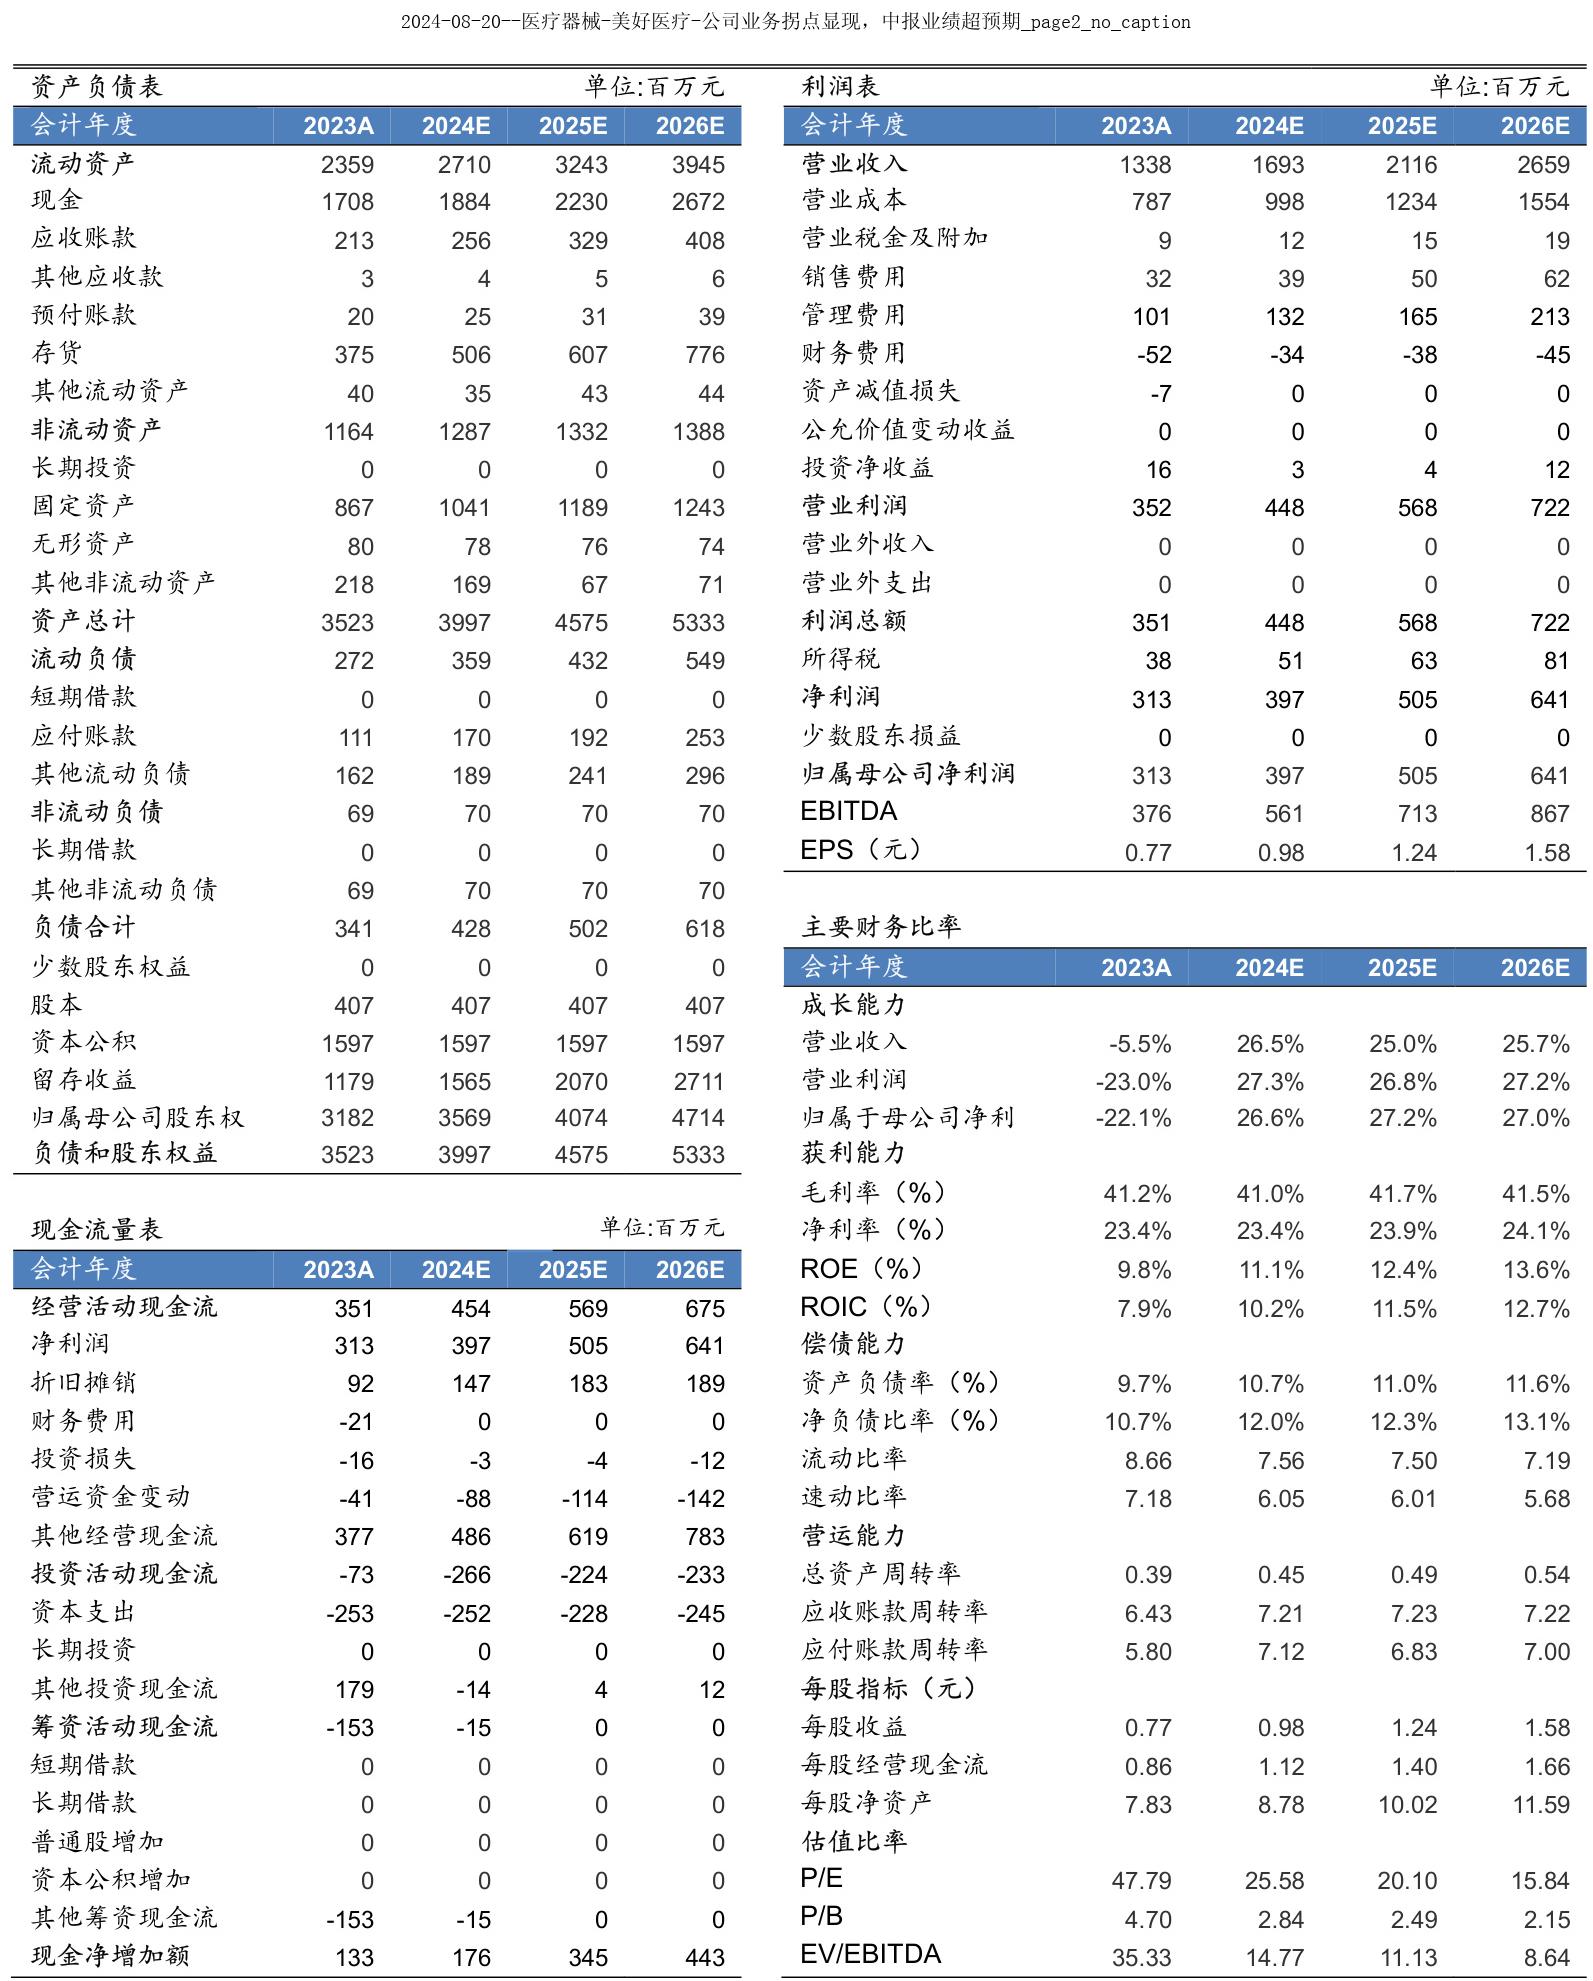 2024-08-20--医疗器械-美好医疗-公司业务拐点显现，中报业绩超预期_page2_no_caption
资产负债表 单位:百万元
会计年度 2023A 2024E 2025E 2026E
流动资产 2359 2710 3243 3945
现金 1708 1884 2230 2672
应收账款 213 256 329 408
其他应收款 3 4 5 6
预付账款 20 25 31 39
存货 375 506 607 776
其他流动资产 40 35 43 44
非流动资产 1164 1287 1332 1388
长期投资 0 0 0 0
固定资产 867 1041 1189 1243
无形资产 80 78 76 74
其他非流动资产 218 169 67 71
资产总计 3523 3997 4575 5333
流动负债 272 359 432 549
短期借款 0 0 0 0
应付账款 111 170 192 253
其他流动负债 162 189 241 296
非流动负债 69 70 70 70
长期借款 0 0 0 0
其他非流动负债 69 70 70 70
负债合计 341 428 502 618
少数股东权益 0 0 0 0
股本 407 407 407 407
资本公积 1597 1597 1597 1597
留存收益 1179 1565 2070 2711
归属母公司股东权 3182 3569 4074 4714
负债和股东权益 3523 3997 4575 5333
现金流量表 单位:百万元
会计年度 2023A 2024E 2025E 2026E
经营活动现金流 351 454 569 675
净利润 313 397 505 641
折旧摊销 92 147 183 189
财务费用 -21 0 0 0
投资损失 -16 -3 -4 -12
营运资金变动 -41 -88 -114 -142
其他经营现金流 377 486 619 783
投资活动现金流 -73 -266 -224 -233
资本支出 -253 -252 -228 -245
长期投资 0 0 0 0
其他投资现金流 179 -14 4 12
筹资活动现金流 -153 -15 0 0
短期借款 0 0 0 0
长期借款 0 0 0 0
普通股增加 0 0 0 0
资本公积增加 0 0 0 0
其他筹资现金流 -153 -15 0 0
现金净增加额 133 176 345 443
利润表 单位:百万元
会计年度 2023A 2024E 2025E 2026E
营业收入 1338 1693 2116 2659
营业成本 787 998 1234 1554
营业税金及附加 9 12 15 19
销售费用 32 39 50 62
管理费用 101 132 165 213
财务费用 -52 -34 -38 -45
资产减值损失 -7 0 0 0
公允价值变动收益 0 0 0 0
投资净收益 16 3 4 12
营业利润 352 448 568 722
营业外收入 0 0 0 0
营业外支出 0 0 0 0
利润总额 351 448 568 722
所得税 38 51 63 81
净利润 313 397 505 641
少数股东损益 0 0 0 0
归属母公司净利润 313 397 505 641
EBITDA 376 561 713 867
EPS（元） 0.77 0.98 1.24 1.58
主要财务比率
会计年度 2023A 2024E 2025E 2026E
成长能力
营业收入 -5.5% 26.5% 25.0% 25.7%
营业利润 -23.0% 27.3% 26.8% 27.2%
归属于母公司净利 -22.1% 26.6% 27.2% 27.0%
获利能力
毛利率（%） 41.2% 41.0% 41.7% 41.5%
净利率（%） 23.4% 23.4% 23.9% 24.1%
ROE（%） 9.8% 11.1% 12.4% 13.6%
ROIC（%） 7.9% 10.2% 11.5% 12.7%
偿债能力
资产负债率（%） 9.7% 10.7% 11.0% 11.6%
净负债比率（%） 10.7% 12.0% 12.3% 13.1%
流动比率 8.66 7.56 7.50 7.19
速动比率 7.18 6.05 6.01 5.68
营运能力
总资产周转率 0.39 0.45 0.49 0.54
应收账款周转率 6.43 7.21 7.23 7.22
应付账款周转率 5.80 7.12 6.83 7.00
每股指标（元）
每股收益 0.77 0.98 1.24 1.58
每股经营现金流 0.86 1.12 1.40 1.66
每股净资产 7.83 8.78 10.02 11.59
估值比率
P/E 47.79 25.58 20.10 15.84
P/B 4.70 2.84 2.49 2.15
EV/EBITDA 35.33 14.77 11.13 8.64